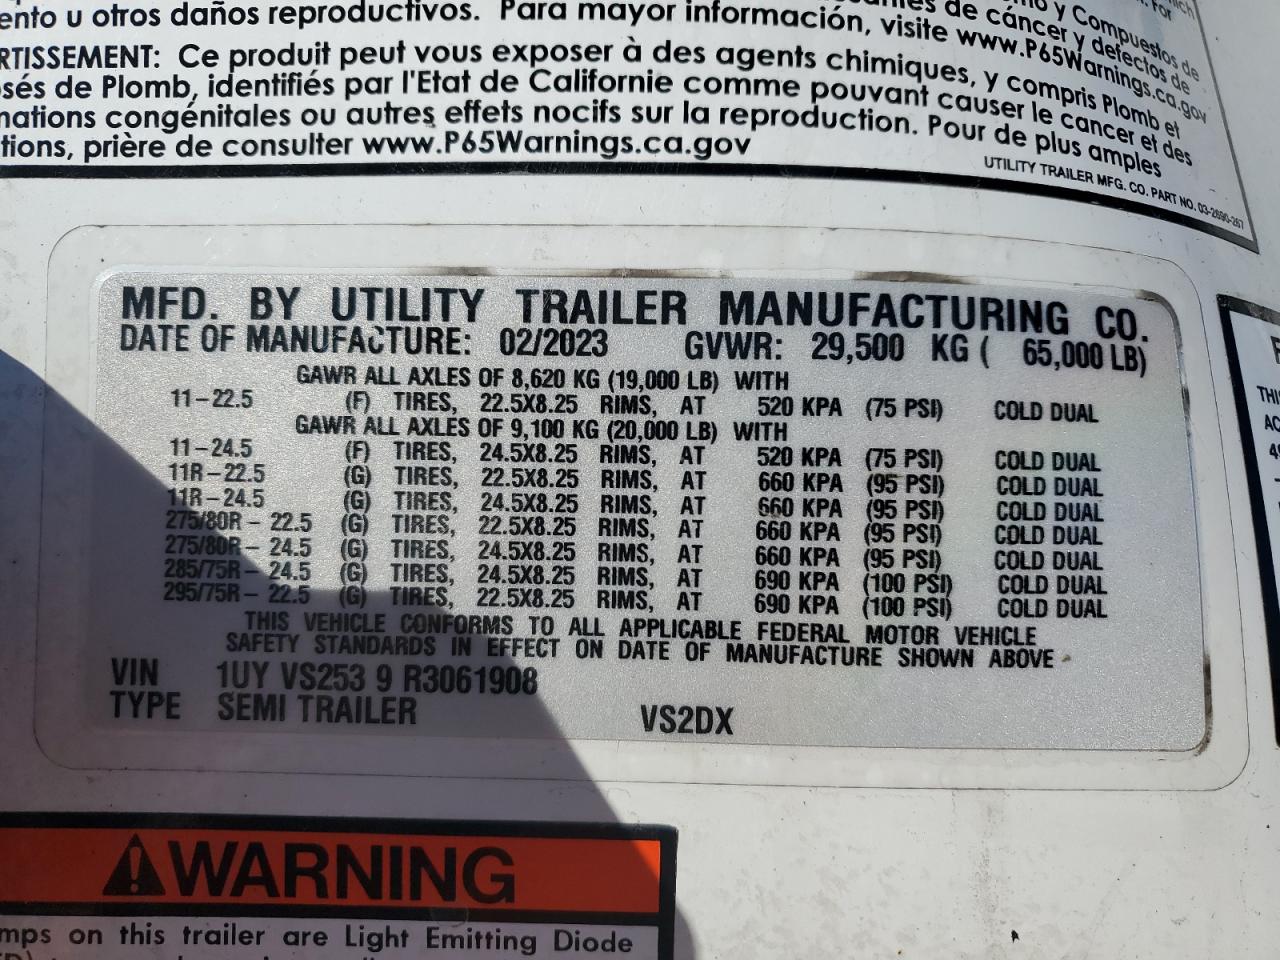 ento u otros daños reproductivos. Para mayor información, visite www.P65Warnings.ca.gov
y Compuestos de
de cáncer y defectos de
RTISSEMENT: Ce produit peut vous exposer à des agents chimiques, y compris Plomb et
osés de Plomb, identifiés par l'Etat de Californie comme pouvant causer le cancer et des
mations congénitales ou autres effets nocifs sur la reproduction. Pour de plus amples
tions, prière de consulter www.P65Warnings.ca.gov
UTILITY TRAILER MFG. CO. PART NO. 03-2690-267
MFD. BY UTILITY TRAILER MANUFACTURING CO.
DATE OF MANUFACTURE: 02/2023 GVWR: 29,500 KG ( 65,000 LB)
GAWR ALL AXLES OF 8,620 KG (19,000 LB) WITH
11-22.5 (F) TIRES, 22.5X8.25 RIMS, AT 520 KPA (75 PSI) COLD DUAL
GAWR ALL AXLES OF 9,100 KG (20,000 LB) WITH
11-24.5 (F) TIRES, 24.5X8.25 RIMS, AT 520 KPA (75 PSI) COLD DUAL
11R-22.5 (G) TIRES, 22.5X8.25 RIMS, AT 660 KPA (95 PSI) COLD DUAL
11R-24.5 (G) TIRES, 24.5X8.25 RIMS, AT 660 KPA (95 PSI) COLD DUAL
275/80R- 22.5 (G) TIRES, 22.5X8.25 RIMS, AT 660 KPA (95 PSI) COLD DUAL
275/80R- 24.5 (G) TIRES, 24.5X8.25 RIMS, AT 660 KPA (95 PSI) COLD DUAL
285/75R- 24.5 (G) TIRES, 24.5X8.25 RIMS, AT 690 KPA (100 PSI) COLD DUAL
295/75R- 22.5 (G) TIRES, 22.5X8.25 RIMS, AT 690 KPA (100 PSI) COLD DUAL
THIS VEHICLE CONFORMS TO ALL APPLICABLE FEDERAL MOTOR VEHICLE
SAFETY STANDARDS IN EFFECT ON DATE OF MANUFACTURE SHOWN ABOVE
VIN 1UY VS253 9 R3061908
TYPE SEMI TRAILER VS2DX
WARNING
mps on this trailer are Light Emitting Diode